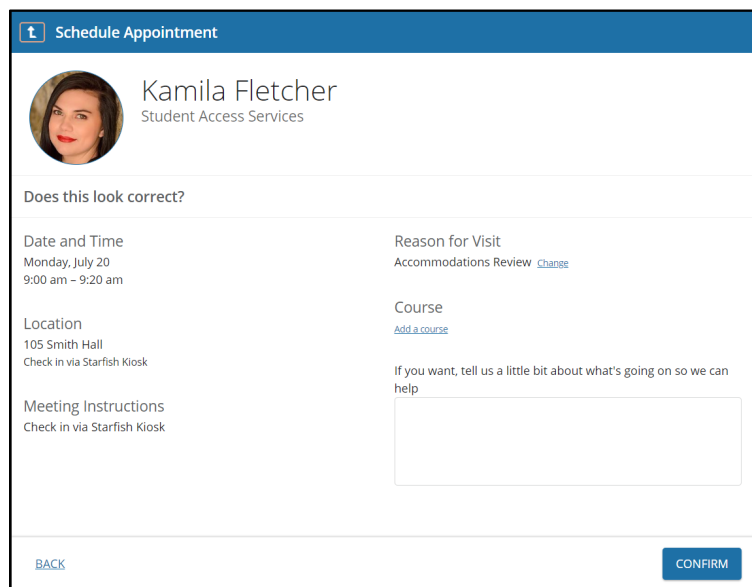 Schedule Appointment
Kamila Fletcher
Student Access Services
Does this look correct?
Date and Time
Monday, July 20
9:00 am – 9:20 am
Location
105 Smith Hall
Check in via Starfish Kiosk
Meeting Instructions
Check in via Starfish Kiosk
Reason for Visit
Accommodations Review Change
Course
Add a course
If you want, tell us a little bit about what's going on so we can
help
BACK
CONFIRM